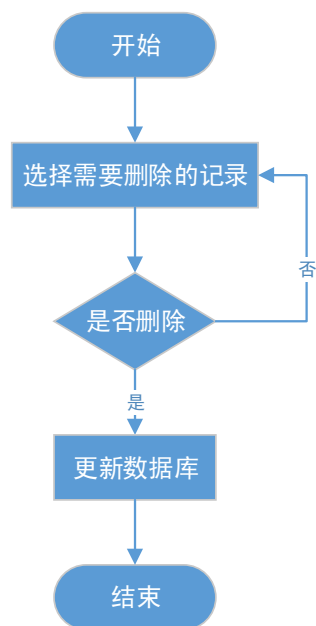 开始
选择需要删除的记录
否
是否删除
是
更新数据库
结束